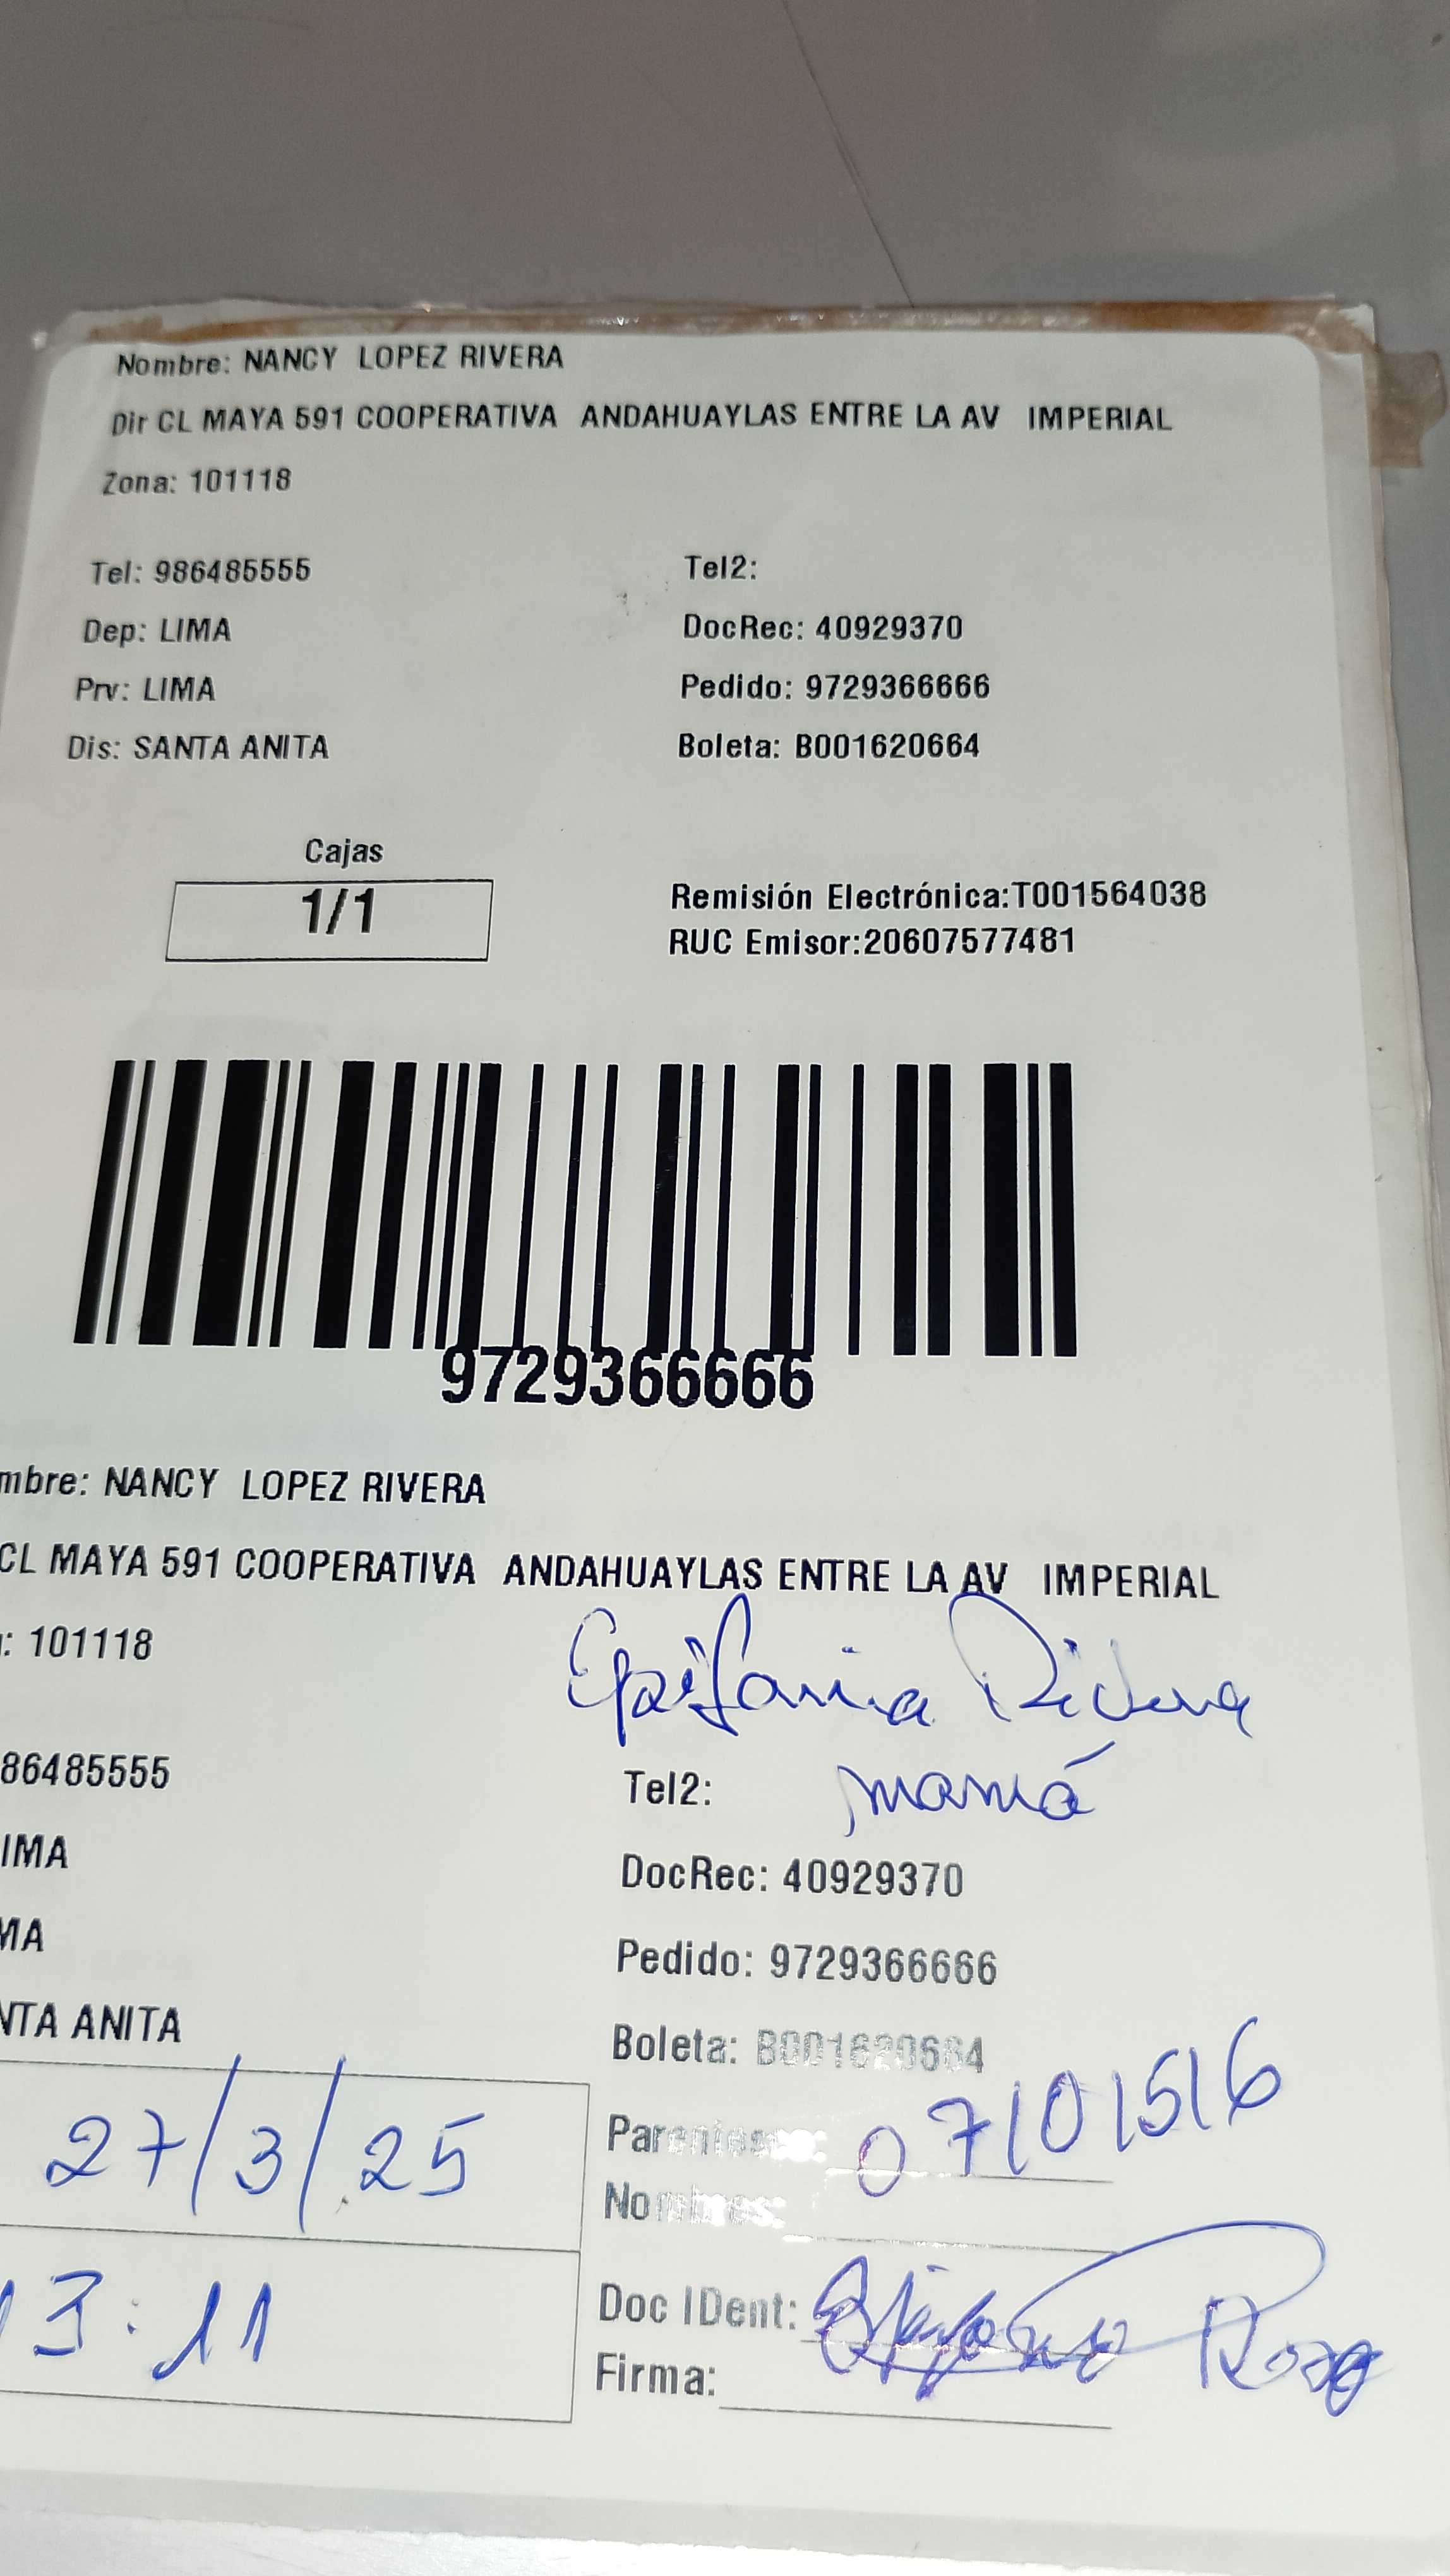 Nombre: NANCY LOPEZ RIVERA
Dir CL MAYA 591 COOPERATIVA ANDAHUAYLAS ENTRE LA AV IMPERIAL
Zona: 101118
Tel: 986485555 Tel2:
Dep: LIMA DocRec: 40929370
Prv: LIMA Pedido: 9729366666
Dis: SANTA ANITA Boleta: B001620664
Cajas
1/1
Remisión Electrónica:T001564038
RUC Emisor:20607577481
9729366666
mbre: NANCY LOPEZ RIVERA
CL MAYA 591 COOPERATIVA ANDAHUAYLAS ENTRE LA AV IMPERIAL
: 101118
Epifania Rivera
86485555 Tel2: mamá
IMA DocRec: 40929370
MA Pedido: 9729366666
NTA ANITA Boleta: B001620664
27/3/25 Parentesco: 07101516
Nombres:
13:11 Doc IDent:
Firma: